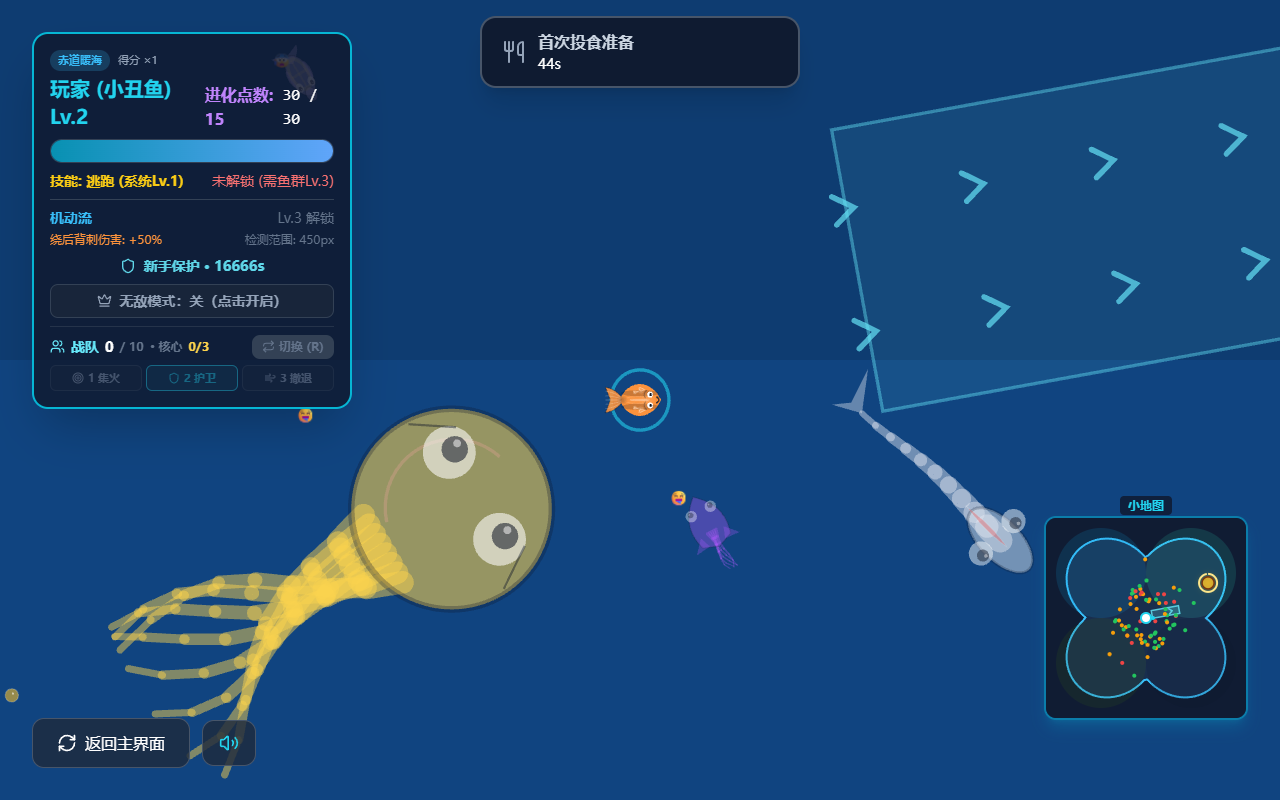 赤道暖海 得分 ×1
玩家 (小丑鱼) Lv.2
进化点数: 15
30 / 30
技能: 逃跑 (系统Lv.1) 未解锁 (需鱼群Lv.3)
机动流 Lv.3 解锁
绕后背刺伤害: +50% 检测范围: 450px
新手保护 • 16666s
无敌模式：关（点击开启）
战队 0 / 10 • 核心 0/3 切换 (R)
1 集火 2 护卫 3 撤退
首次投食准备
44s
小地图
返回主界面